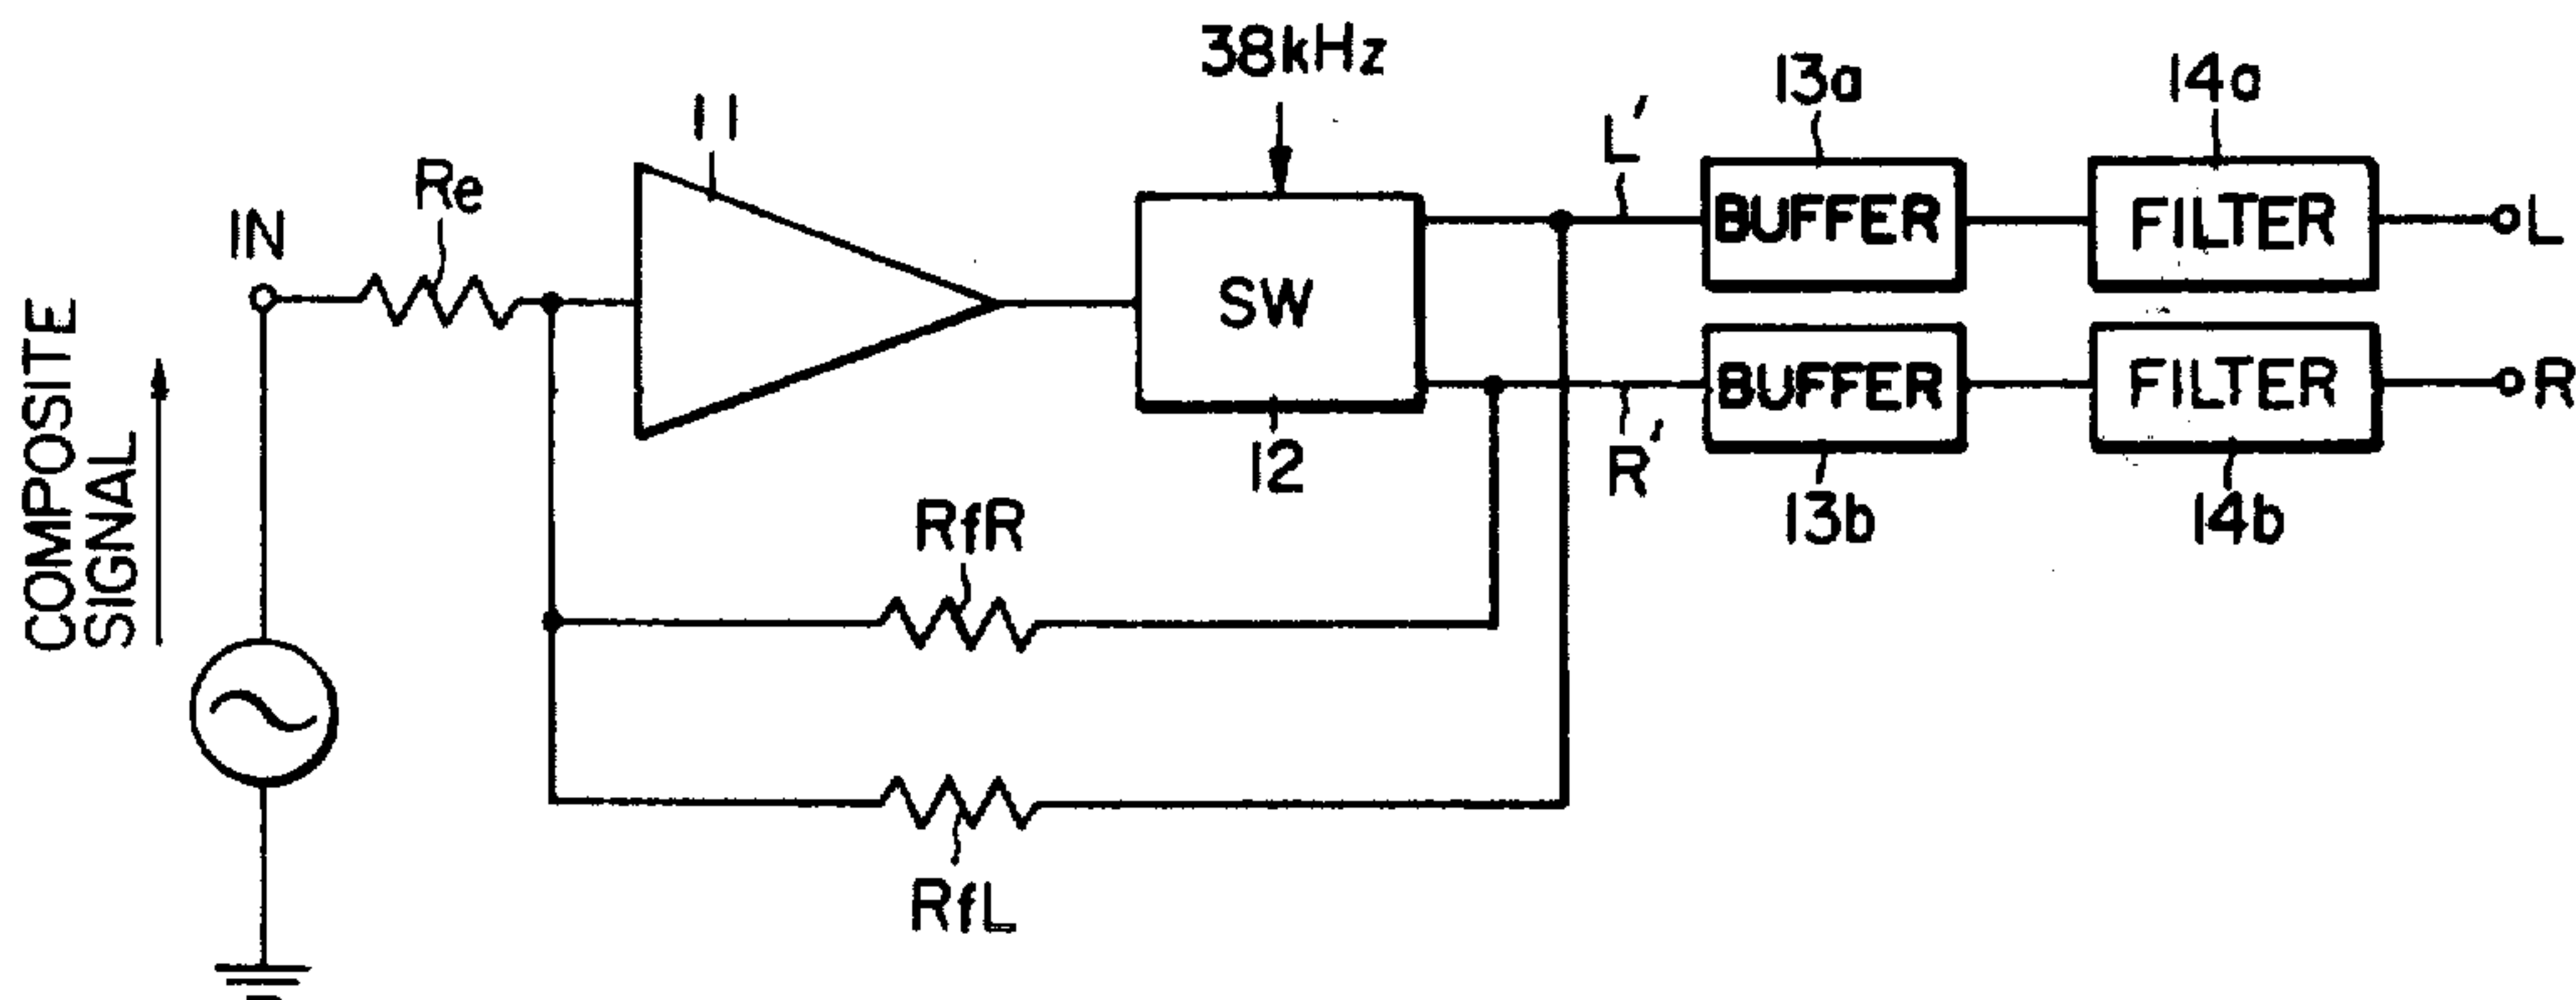 38kHz
13a
14a
11
L'
Re
IN
BUFFER
FILTER
L
SW
COMPOSITE
SIGNAL
BUFFER
FILTER
R
12
R'
13b
14b
RfR
RfL